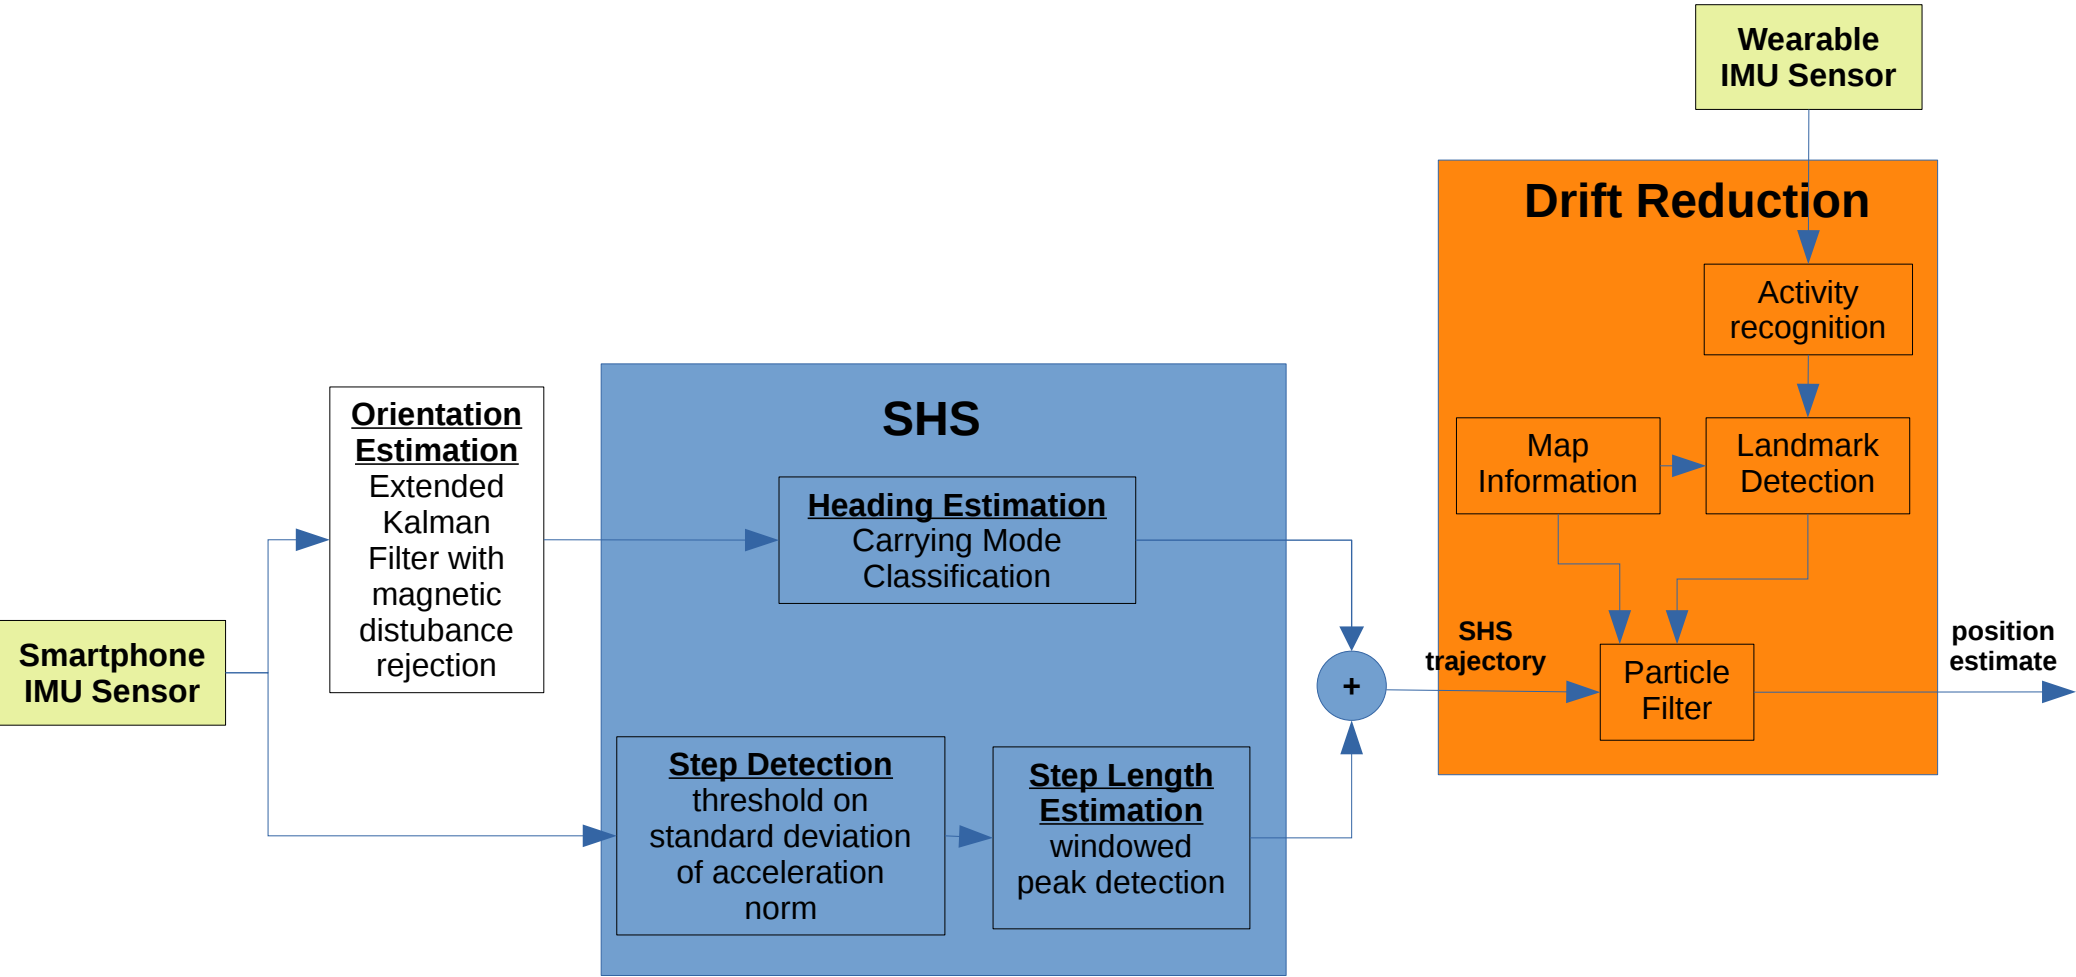 Wearable
IMU Sensor
Drift Reduction
Activity
recognition
Map
Information
Landmark
Detection
Orientation
Estimation
Extended
Kalman
Filter with
magnetic
distubance
rejection
SHS
Heading Estimation
Carrying Mode
Classification
Smartphone
IMU Sensor
Step Detection
threshold on
standard deviation
of acceleration
norm
Step Length
Estimation
windowed
peak detection
+
SHS
trajectory
Particle
Filter
position
estimate